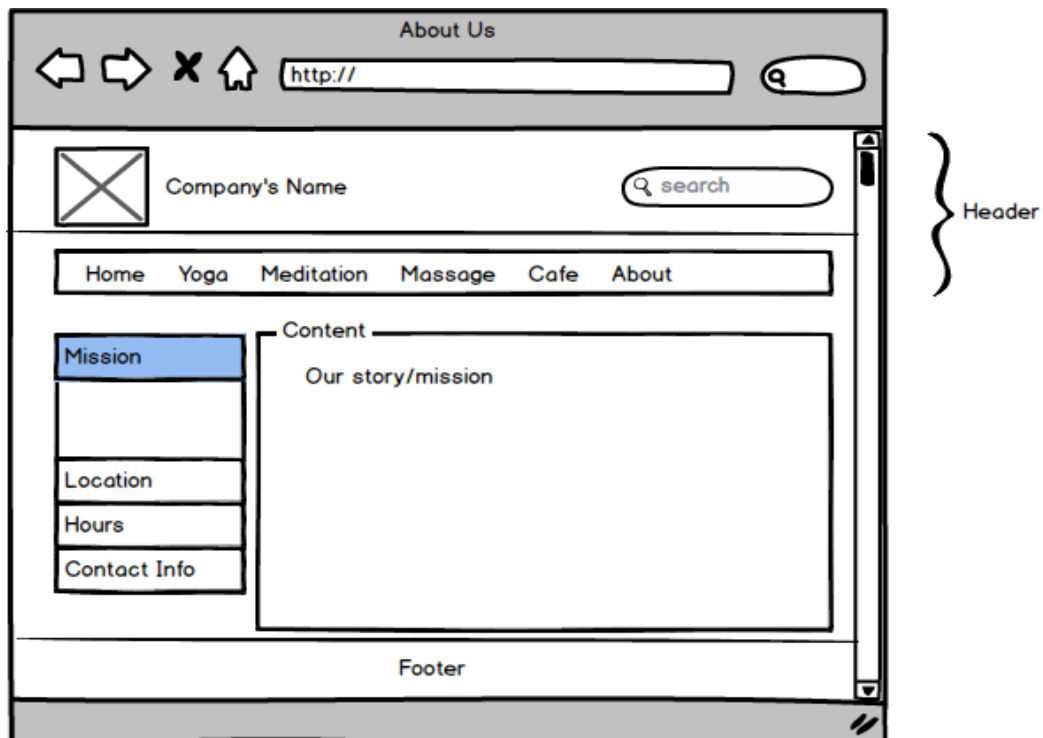 About Us
http://
Company's Name
search
Header
Home Yoga Meditation Massage Cafe About
Content
Mission
Our story/mission
Location
Hours
Contact Info
Footer